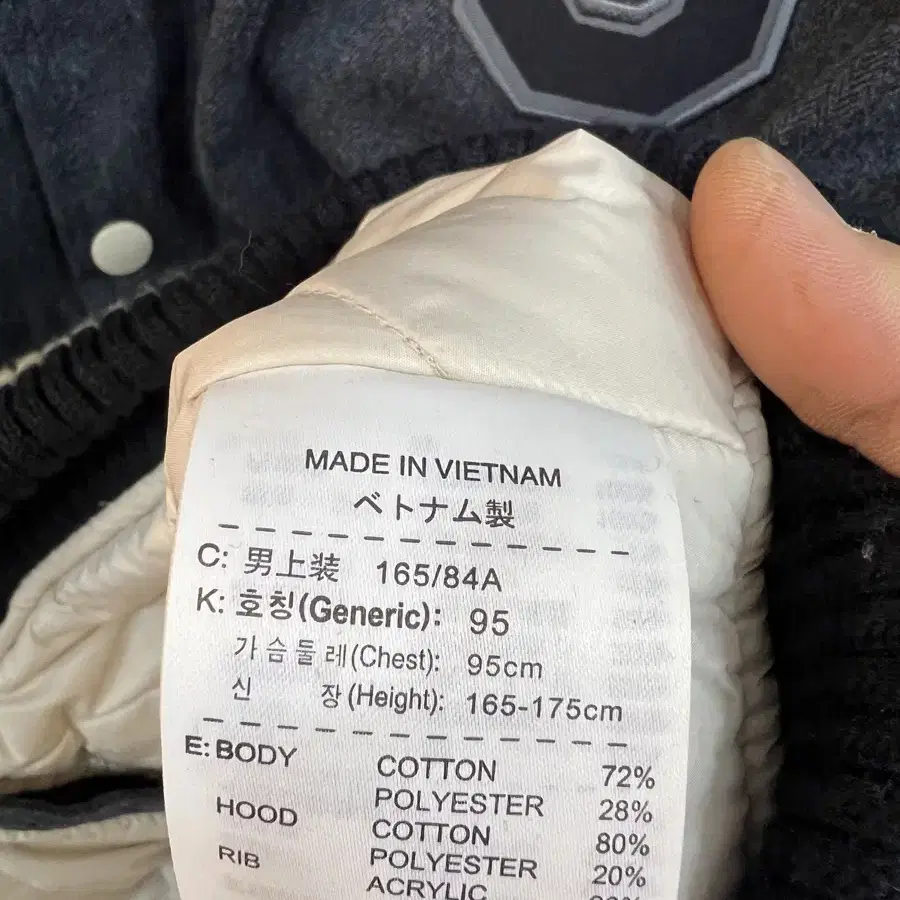 MADE IN VIETNAM
ベトナム製
C: 男上装 165/84A
K: 호칭(Generic): 95
가슴둘레(Chest): 95cm
신 장(Height): 165-175cm
E: BODY COTTON 72%
POLYESTER 28%
HOOD COTTON 80%
POLYESTER 20%
RIB ACRYLIC